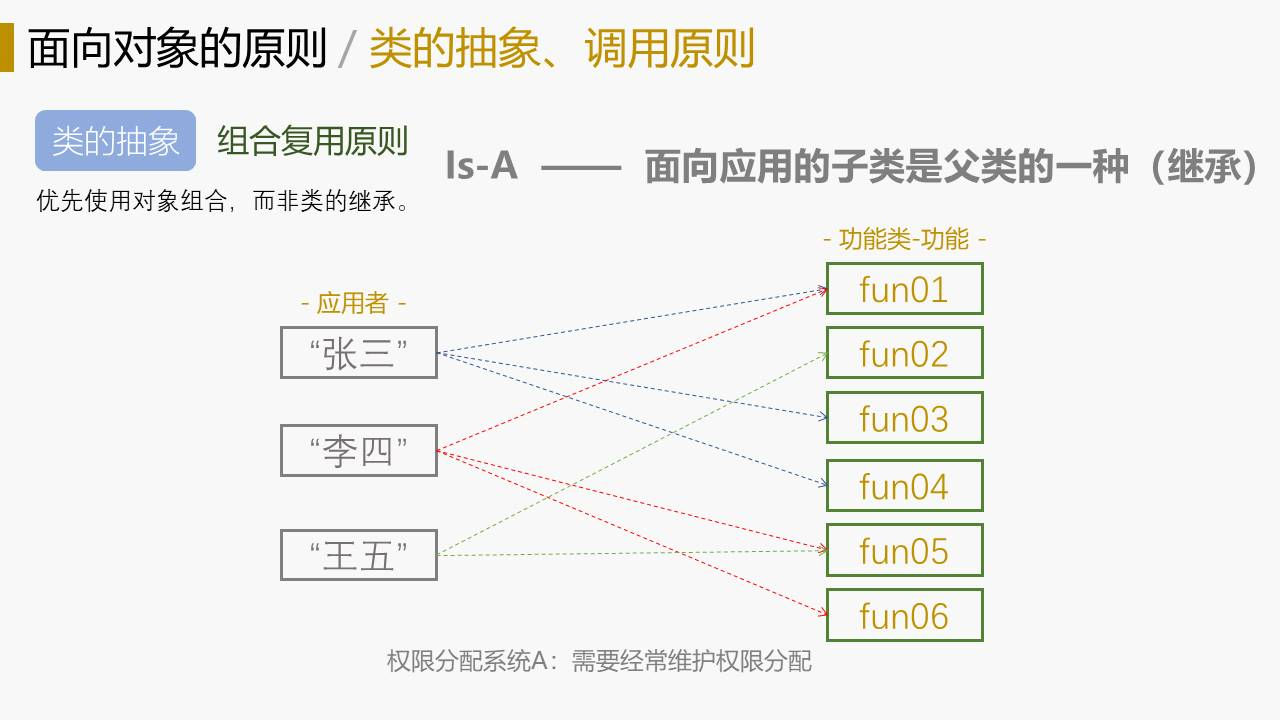 面向对象的原则 / 类的抽象、调用原则
类的抽象
组合复用原则
优先使用对象组合，而非类的继承。
Is-A —— 面向应用的子类是父类的一种（继承）
- 应用者 -
“张三”
“李四”
“王五”
- 功能类-功能 -
fun01
fun02
fun03
fun04
fun05
fun06
权限分配系统A：需要经常维护权限分配